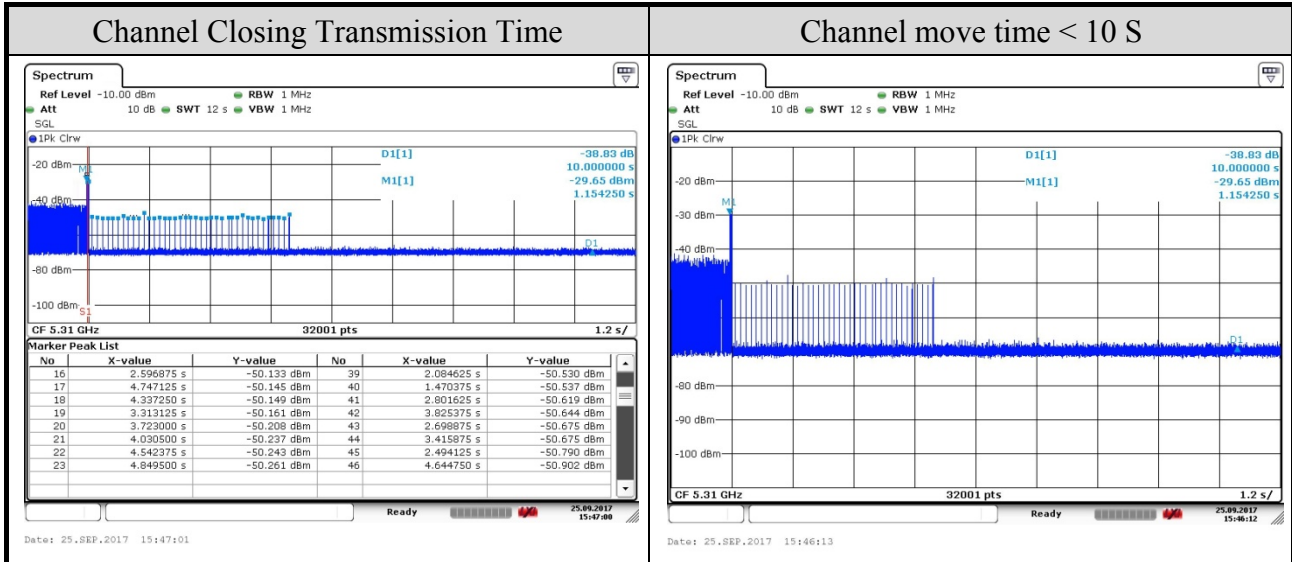 Channel Closing Transmission Time
Channel move time < 10 S
Spectrum
Ref Level -10.00 dBm RBW 1 MHz
Att 10 dB SWT 12 s VBW 1 MHz
SGL
1Pk Clrw
D1[1] -38.83 dB
10.000000 s
M1[1] -29.65 dBm
1.154250 s
-20 dBm
M1
-40 dBm
D1
-80 dBm
-100 dBm
S1
CF 5.31 GHz 32001 pts 1.2 s/
Marker Peak List
No X-value Y-value No X-value Y-value
16 2.596875 s -50.133 dBm 39 2.084625 s -50.530 dBm
17 4.747125 s -50.145 dBm 40 1.470375 s -50.537 dBm
18 4.337250 s -50.149 dBm 41 2.801625 s -50.619 dBm
19 3.313125 s -50.161 dBm 42 3.825375 s -50.644 dBm
20 3.723000 s -50.208 dBm 43 2.698875 s -50.675 dBm
21 4.030500 s -50.237 dBm 44 3.415875 s -50.675 dBm
22 4.542375 s -50.243 dBm 45 2.494125 s -50.790 dBm
23 4.849500 s -50.261 dBm 46 4.644750 s -50.902 dBm
Ready 25.09.2017
15:47:00
Date: 25.SEP.2017 15:47:01
Spectrum
Ref Level -10.00 dBm RBW 1 MHz
Att 10 dB SWT 12 s VBW 1 MHz
SGL
1Pk Clrw
D1[1] -38.83 dB
10.000000 s
M1[1] -29.65 dBm
1.154250 s
-20 dBm
M1
-30 dBm
-40 dBm
D1
-80 dBm
-90 dBm
-100 dBm
CF 5.31 GHz 32001 pts 1.2 s/
Ready 25.09.2017
15:46:12
Date: 25.SEP.2017 15:46:13